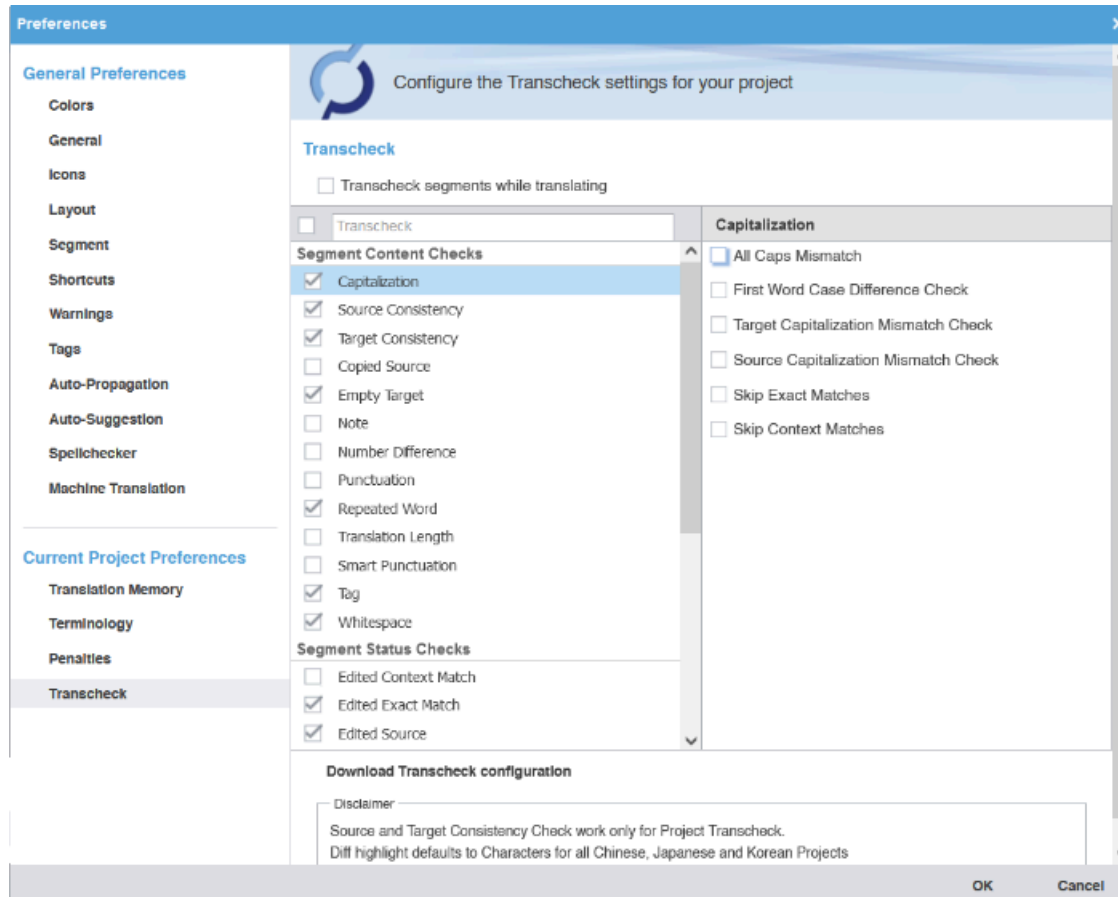 Preferences
General Preferences
Colors
General
Icons
Layout
Segment
Shortcuts
Warnings
Tags
Auto-Propagation
Auto-Suggestion
Spellchecker
Machine Translation
Current Project Preferences
Translation Memory
Terminology
Penalties
Transcheck
Configure the Transcheck settings for your project
Transcheck
Transcheck segments while translating
Transcheck
Segment Content Checks
Capitalization
Source Consistency
Target Consistency
Copied Source
Empty Target
Note
Number Difference
Punctuation
Repeated Word
Translation Length
Smart Punctuation
Tag
Whitespace
Segment Status Checks
Edited Context Match
Edited Exact Match
Edited Source
Capitalization
All Caps Mismatch
First Word Case Difference Check
Target Capitalization Mismatch Check
Source Capitalization Mismatch Check
Skip Exact Matches
Skip Context Matches
Download Transcheck configuration
Disclaimer
Source and Target Consistency Check work only for Project Transcheck.
Diff highlight defaults to Characters for all Chinese, Japanese and Korean Projects
OK
Cancel